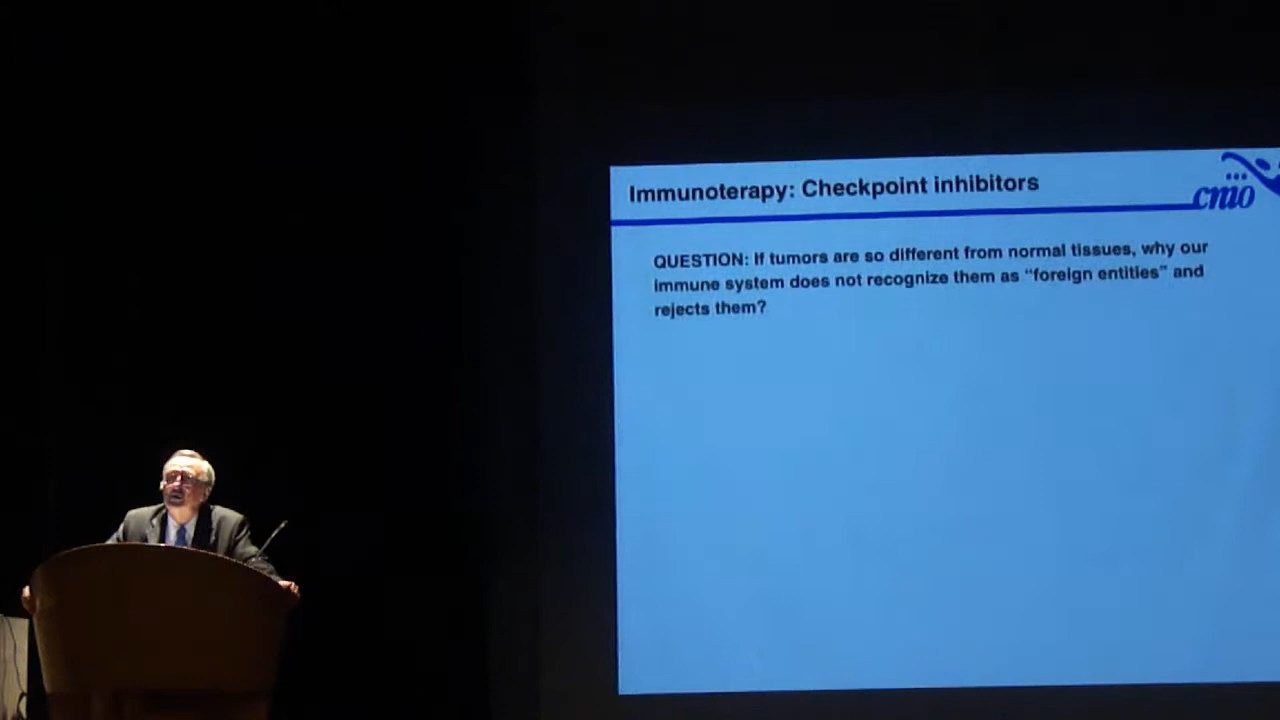 Immunoterapy: Checkpoint inhibitors
cmo
QUESTION: If tumors are so different from normal tissues, why our
immune system does not recognize them as “foreign entities” and
rejects them?